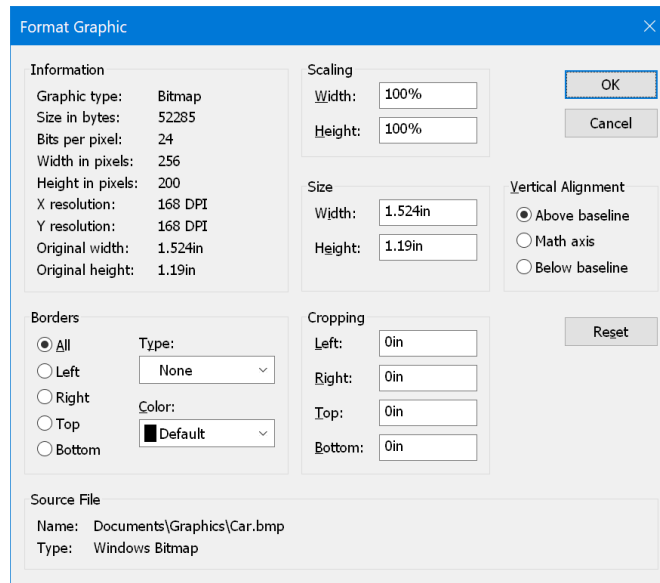 Format Graphic
Information
Graphic type: Bitmap
Size in bytes: 52285
Bits per pixel: 24
Width in pixels: 256
Height in pixels: 200
X resolution: 168 DPI
Y resolution: 168 DPI
Original width: 1.524in
Original height: 1.19in
Scaling
Width: 100%
Height: 100%
OK
Cancel
Size
Width: 1.524in
Height: 1.19in
Vertical Alignment
Above baseline
Math axis
Below baseline
Borders
All
Left
Right
Top
Bottom
Type:
None
Color:
Default
Cropping
Left: 0in
Right: 0in
Top: 0in
Bottom: 0in
Reset
Source File
Name: Documents\Graphics\Car.bmp
Type: Windows Bitmap